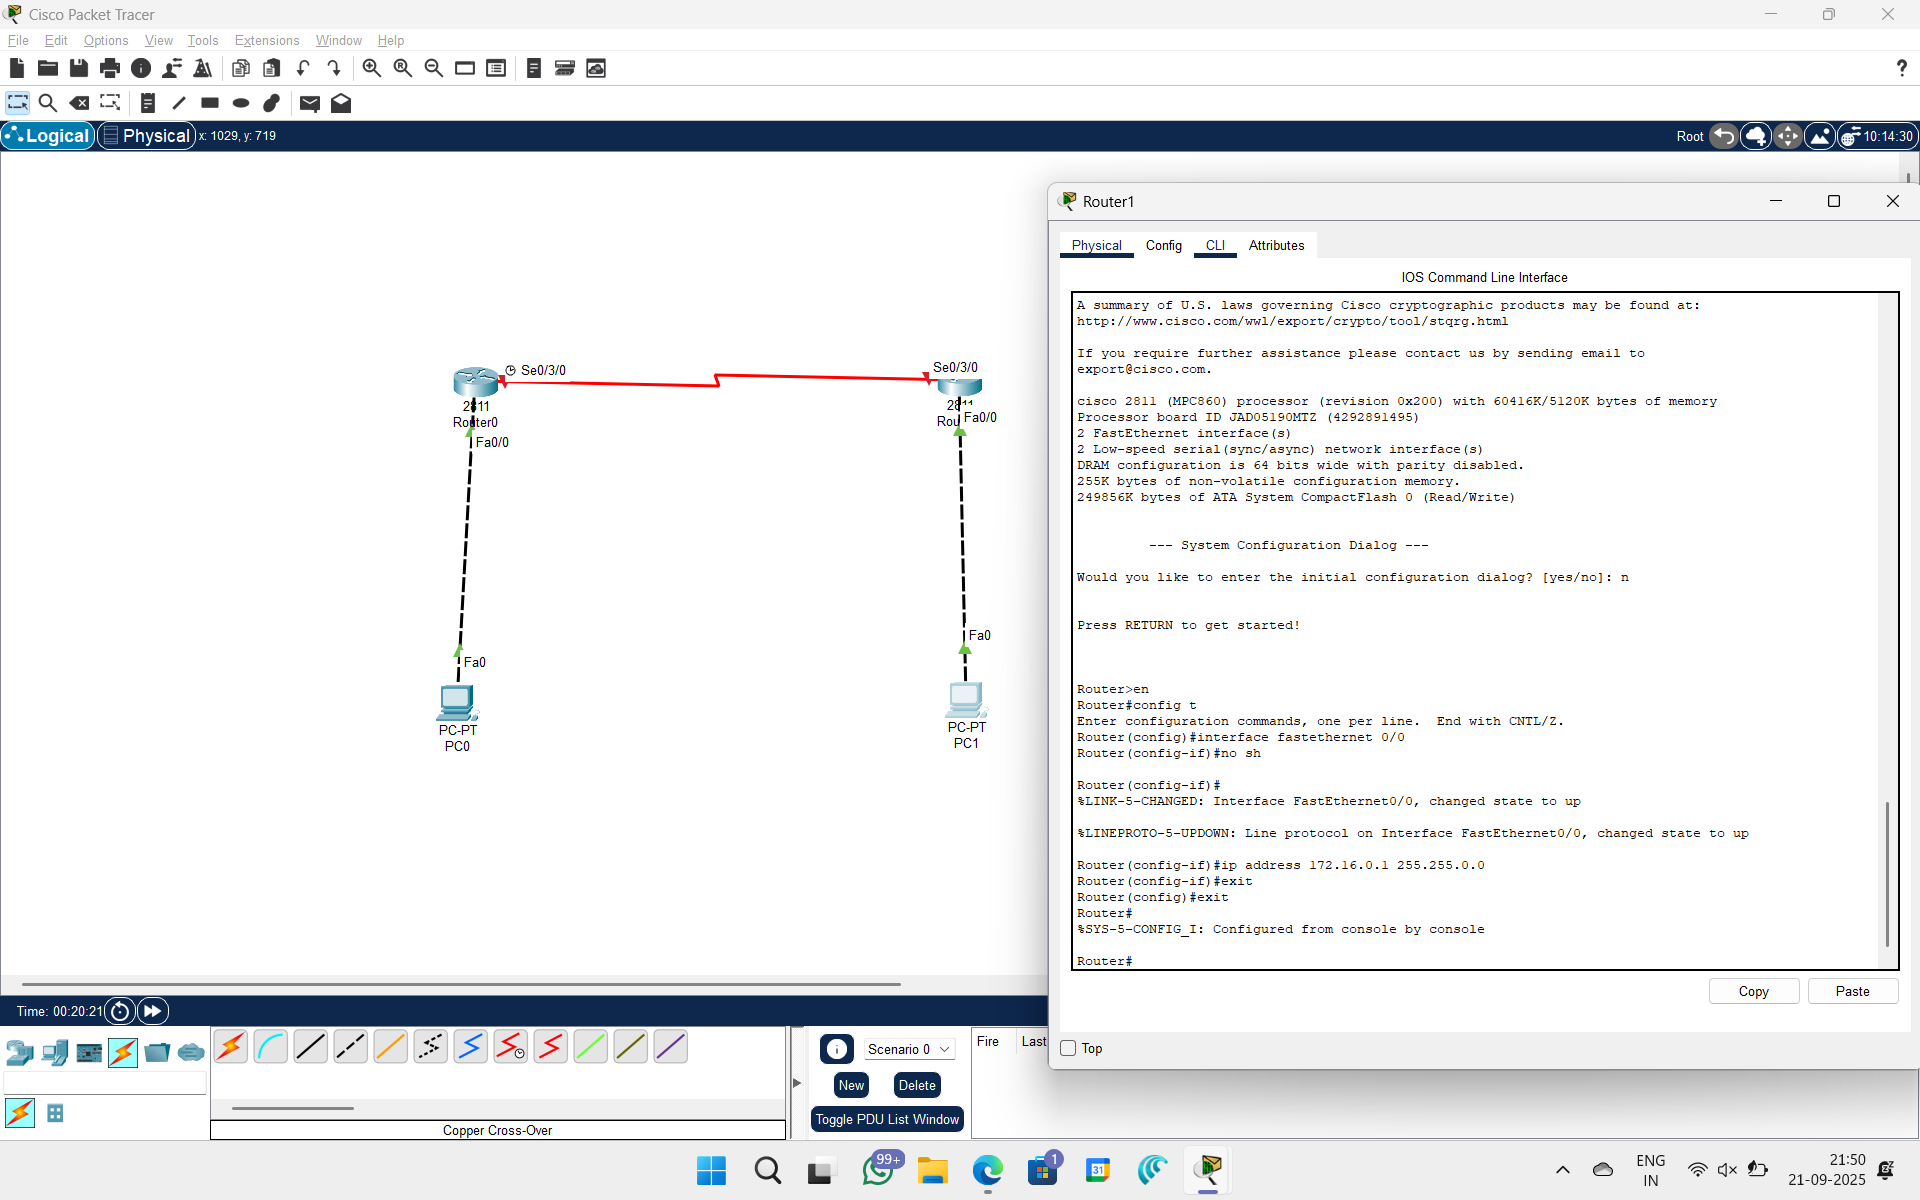 Cisco Packet Tracer
File Edit Options View Tools Extensions Window Help
?
Logical Physical x: 1029, y: 719
Root 10:14:30
Se0/3/0
2811
Router0
Fa0/0
Se0/3/0
Fa0/0
Rou
Fa0
PC-PT
PC0
Fa0
PC-PT
PC1
Router1
Physical Config CLI Attributes
IOS Command Line Interface
A summary of U.S. laws governing Cisco cryptographic products may be found at:
http://www.cisco.com/wwl/export/crypto/tool/stqrg.html
If you require further assistance please contact us by sending email to
export@cisco.com.
cisco 2811 (MPC860) processor (revision 0x200) with 60416K/5120K bytes of memory
Processor board ID JAD05190MTZ (4292891495)
2 FastEthernet interface(s)
2 Low-speed serial(sync/async) network interface(s)
DRAM configuration is 64 bits wide with parity disabled.
255K bytes of non-volatile configuration memory.
249856K bytes of ATA System CompactFlash 0 (Read/Write)
--- System Configuration Dialog ---
Would you like to enter the initial configuration dialog? [yes/no]: n
Press RETURN to get started!
Router>en
Router#config t
Enter configuration commands, one per line.  End with CNTL/Z.
Router(config)#interface fastethernet 0/0
Router(config-if)#no sh
Router(config-if)#
%LINK-5-CHANGED: Interface FastEthernet0/0, changed state to up
%LINEPROTO-5-UPDOWN: Line protocol on Interface FastEthernet0/0, changed state to up
Router(config-if)#ip address 172.16.0.1 255.255.0.0
Router(config-if)#exit
Router(config)#exit
Router#
%SYS-5-CONFIG_I: Configured from console by console
Router#
Copy Paste
Top
Time: 00:20:21
Scenario 0
New Delete
Toggle PDU List Window
Fire Last
Copper Cross-Over
99+
1
31
ENG
IN
21:50
21-09-2025